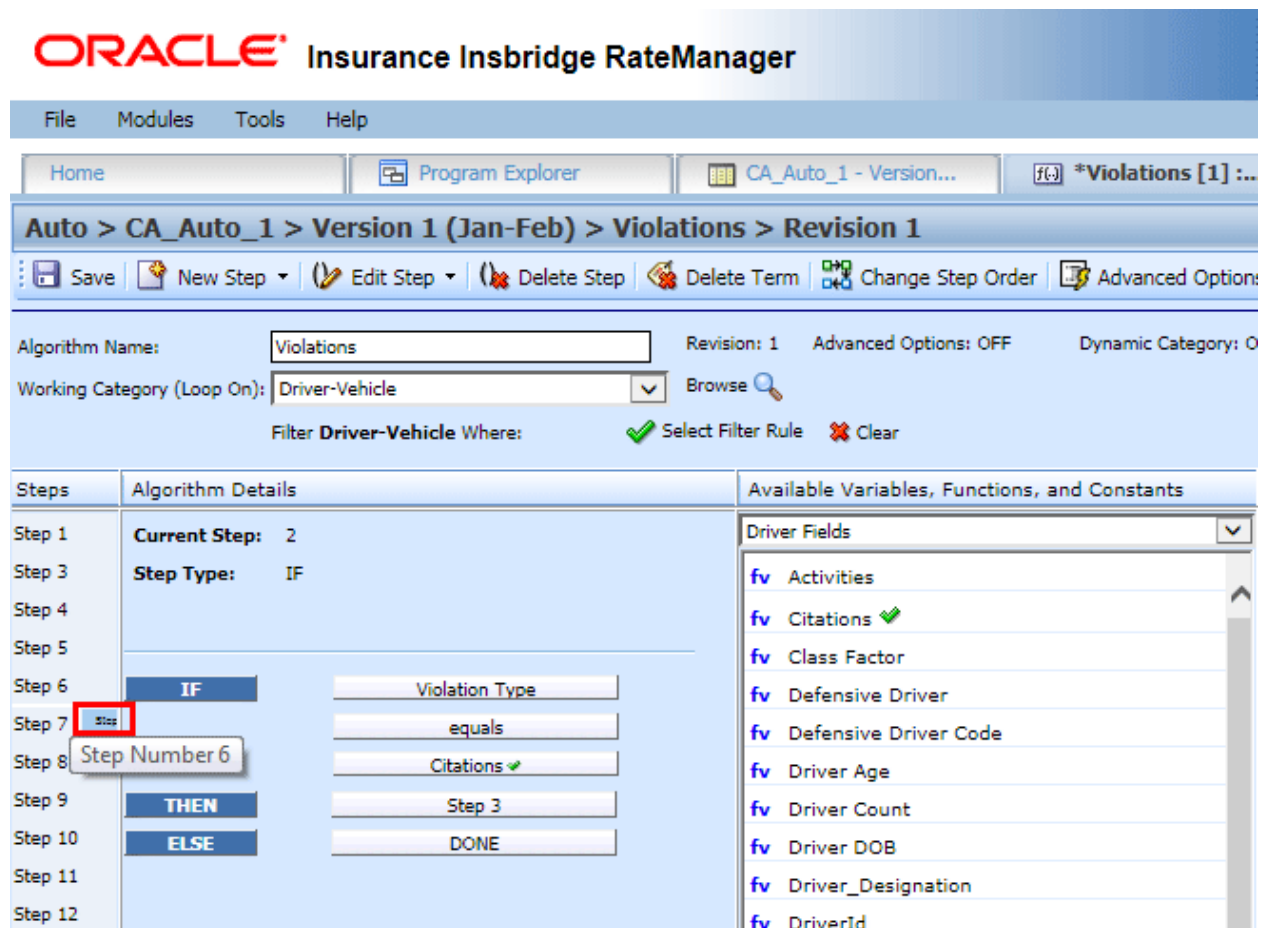 ORACLE Insurance Insbridge RateManager
File Modules Tools Help
Home Program Explorer CA_Auto_1 - Version... f(.) *Violations [1] :...
Auto > CA_Auto_1 > Version 1 (Jan-Feb) > Violations > Revision 1
Save New Step Edit Step Delete Step Delete Term Change Step Order Advanced Options
Algorithm Name: Violations Revision: 1 Advanced Options: OFF Dynamic Category: O
Working Category (Loop On): Driver-Vehicle Browse
Filter Driver-Vehicle Where: Select Filter Rule Clear
Steps Algorithm Details Available Variables, Functions, and Constants
Step 1 Current Step: 2 Driver Fields
Step 3 Step Type: IF fv Activities
Step 4 fv Citations
Step 5 fv Class Factor
Step 6 IF Violation Type fv Defensive Driver
Step 7 Step equals fv Defensive Driver Code
Step 8 Step Number 6 Citations fv Driver Age
Step 9 THEN Step 3 fv Driver Count
Step 10 ELSE DONE fv Driver DOB
Step 11 fv Driver_Designation
Step 12 fv DriverId